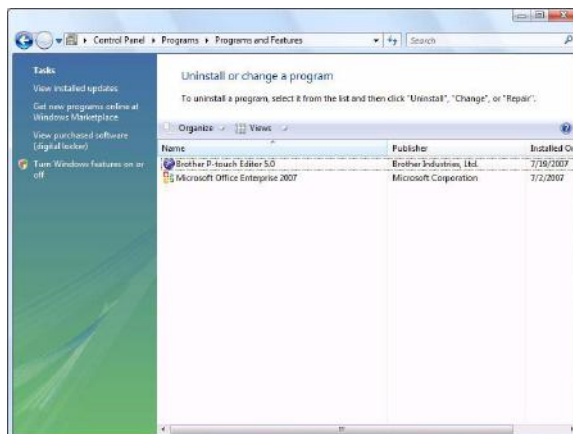 Control Panel ▸ Programs ▸ Programs and Features
Search
Tasks
View installed updates
Get new programs online at
Windows Marketplace
View purchased software
(digital locker)
Turn Windows features on or
off
Uninstall or change a program
To uninstall a program, select it from the list and then click "Uninstall", "Change", or "Repair".
Organize Views
Name Publisher Installed O
Brother P-touch Editor 5.0 Brother Industries, Ltd. 7/19/2007
Microsoft Office Enterprise 2007 Microsoft Corporation 7/2/2007